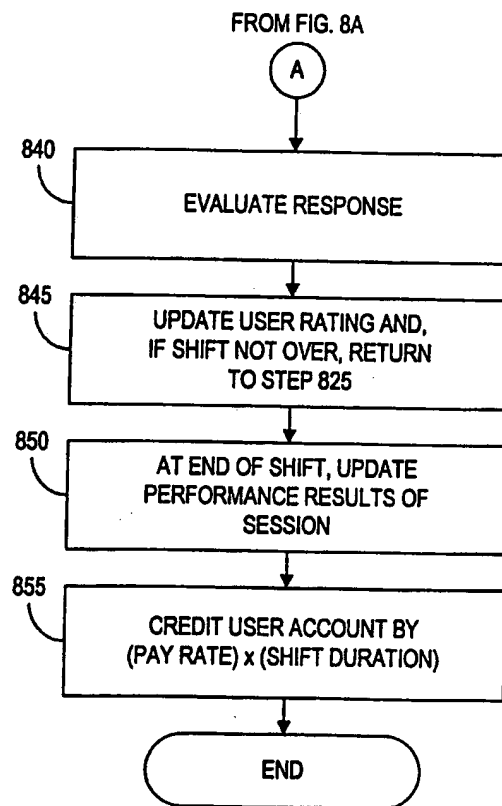 FROM FIG. 8A
A
840
EVALUATE RESPONSE
845
UPDATE USER RATING AND,
IF SHIFT NOT OVER, RETURN
TO STEP 825
850
AT END OF SHIFT, UPDATE
PERFORMANCE RESULTS OF
SESSION
855
CREDIT USER ACCOUNT BY
(PAY RATE) x (SHIFT DURATION)
END